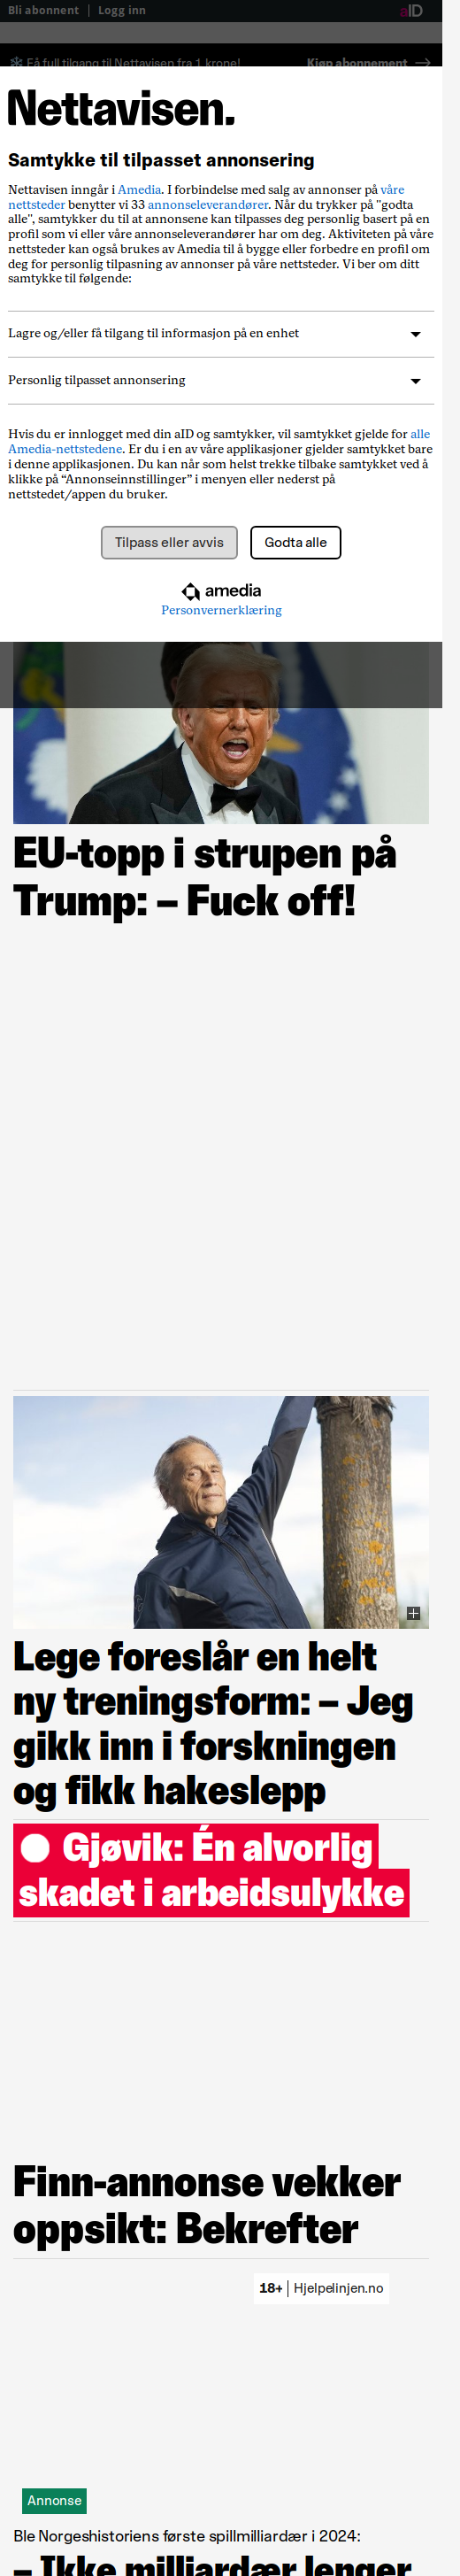 Bli abonnent | Logg inn aID
Få full tilgang til Nettavisen fra 1 krone! Kjøp abonnement →
Nettavisen.
Samtykke til tilpasset annonsering
Nettavisen inngår i Amedia. I forbindelse med salg av annonser på våre
nettsteder benytter vi 33 annonseleverandører. Når du trykker på "godta
alle", samtykker du til at annonsene kan tilpasses deg personlig basert på en
profil som vi eller våre annonseleverandører har om deg. Aktiviteten på våre
nettsteder kan også brukes av Amedia til å bygge eller forbedre en profil om
deg for personlig tilpasning av annonser på våre nettsteder. Vi ber om ditt
samtykke til følgende:
Lagre og/eller få tilgang til informasjon på en enhet
Personlig tilpasset annonsering
Hvis du er innlogget med din aID og samtykker, vil samtykket gjelde for alle
Amedia-nettstedene. Er du i en av våre applikasjoner gjelder samtykket bare
i denne applikasjonen. Du kan når som helst trekke tilbake samtykket ved å
klikke på “Annonseinnstillinger” i menyen eller nederst på
nettstedet/appen du bruker.
Tilpass eller avvis Godta alle
amedia
Personvernerklæring
EU-topp i strupen på
Trump: – Fuck off!
Lege foreslår en helt
ny treningsform: – Jeg
gikk inn i forskningen
og fikk hakeslepp
Gjøvik: Én alvorlig
skadet i arbeidsulykke
Finn-annonse vekker
oppsikt: Bekrefter
18+ | Hjelpelinjen.no
Annonse
Ble Norgeshistoriens første spillmilliardær i 2024:
– Ikke milliardær lenger